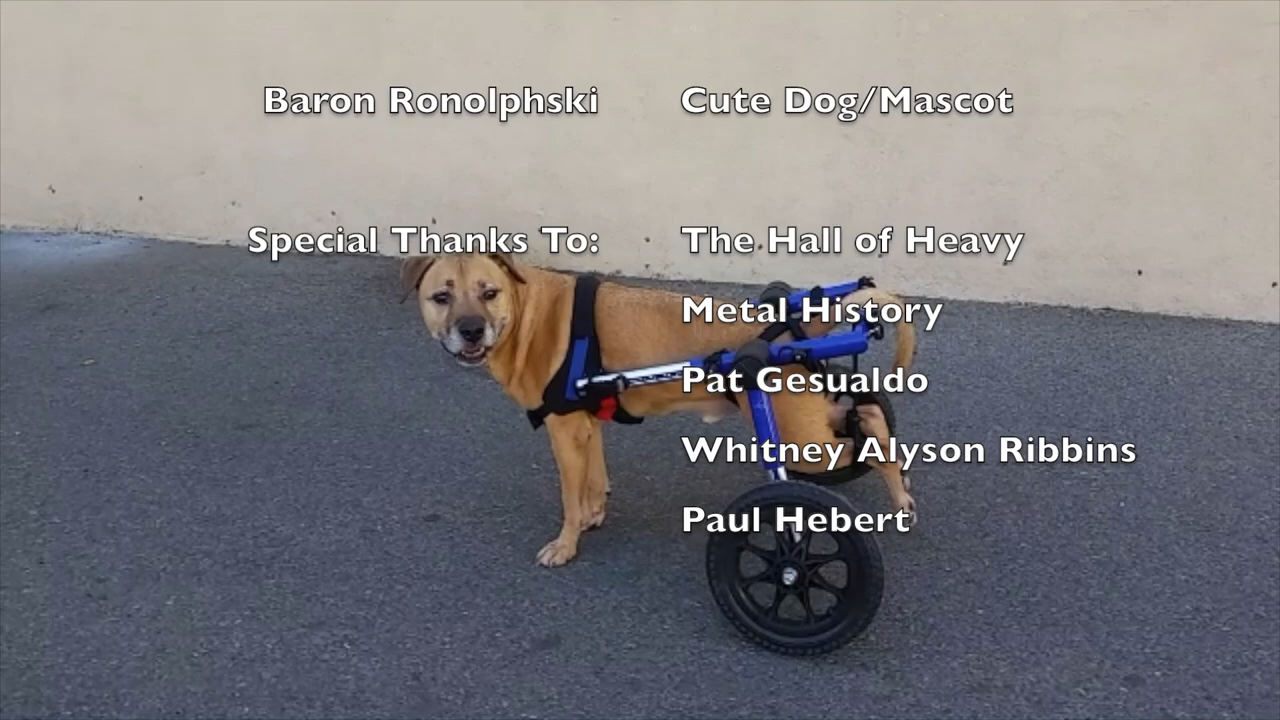 Baron Ronolphski Cute Dog/Mascot
Special Thanks To: The Hall of Heavy
Metal History
Pat Gesualdo
Whitney Alyson Ribbins
Paul Hebert